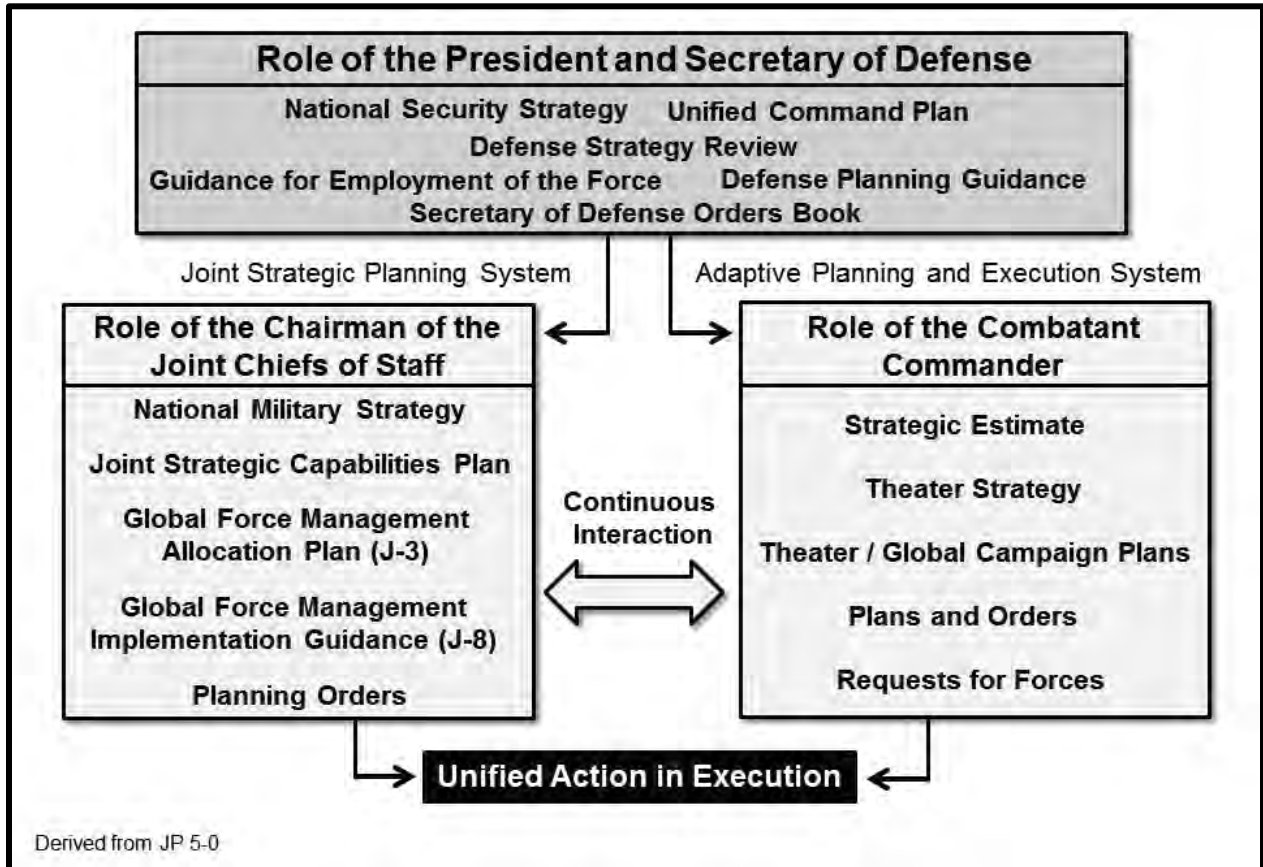 Role of the President and Secretary of Defense
National Security Strategy Unified Command Plan
Defense Strategy Review
Guidance for Employment of the Force Defense Planning Guidance
Secretary of Defense Orders Book
Joint Strategic Planning System
Adaptive Planning and Execution System
Role of the Chairman of the
Joint Chiefs of Staff
National Military Strategy
Joint Strategic Capabilities Plan
Global Force Management
Allocation Plan (J-3)
Global Force Management
Implementation Guidance (J-8)
Planning Orders
Continuous
Interaction
Role of the Combatant
Commander
Strategic Estimate
Theater Strategy
Theater / Global Campaign Plans
Plans and Orders
Requests for Forces
Unified Action in Execution
Derived from JP 5-0